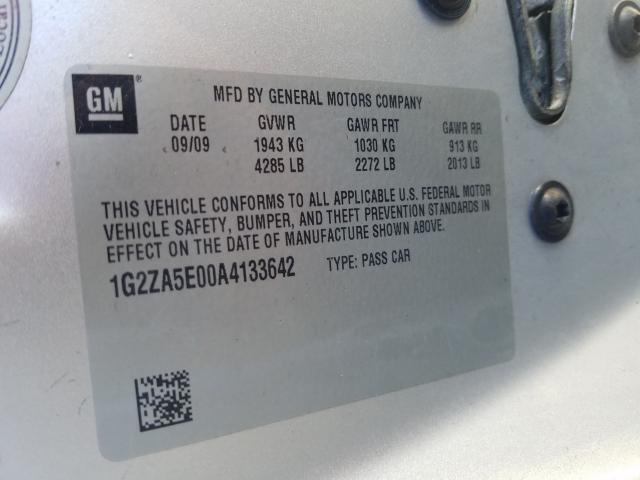 Local
GM®
MFD BY GENERAL MOTORS COMPANY
DATE GVWR GAWR FRT GAWR RR
09/09 1943 KG 1030 KG 913 KG
4285 LB 2272 LB 2013 LB
THIS VEHICLE CONFORMS TO ALL APPLICABLE U.S. FEDERAL MOTOR
VEHICLE SAFETY, BUMPER, AND THEFT PREVENTION STANDARDS IN
EFFECT ON THE DATE OF MANUFACTURE SHOWN ABOVE.
1G2ZA5E00A4133642 TYPE: PASS CAR